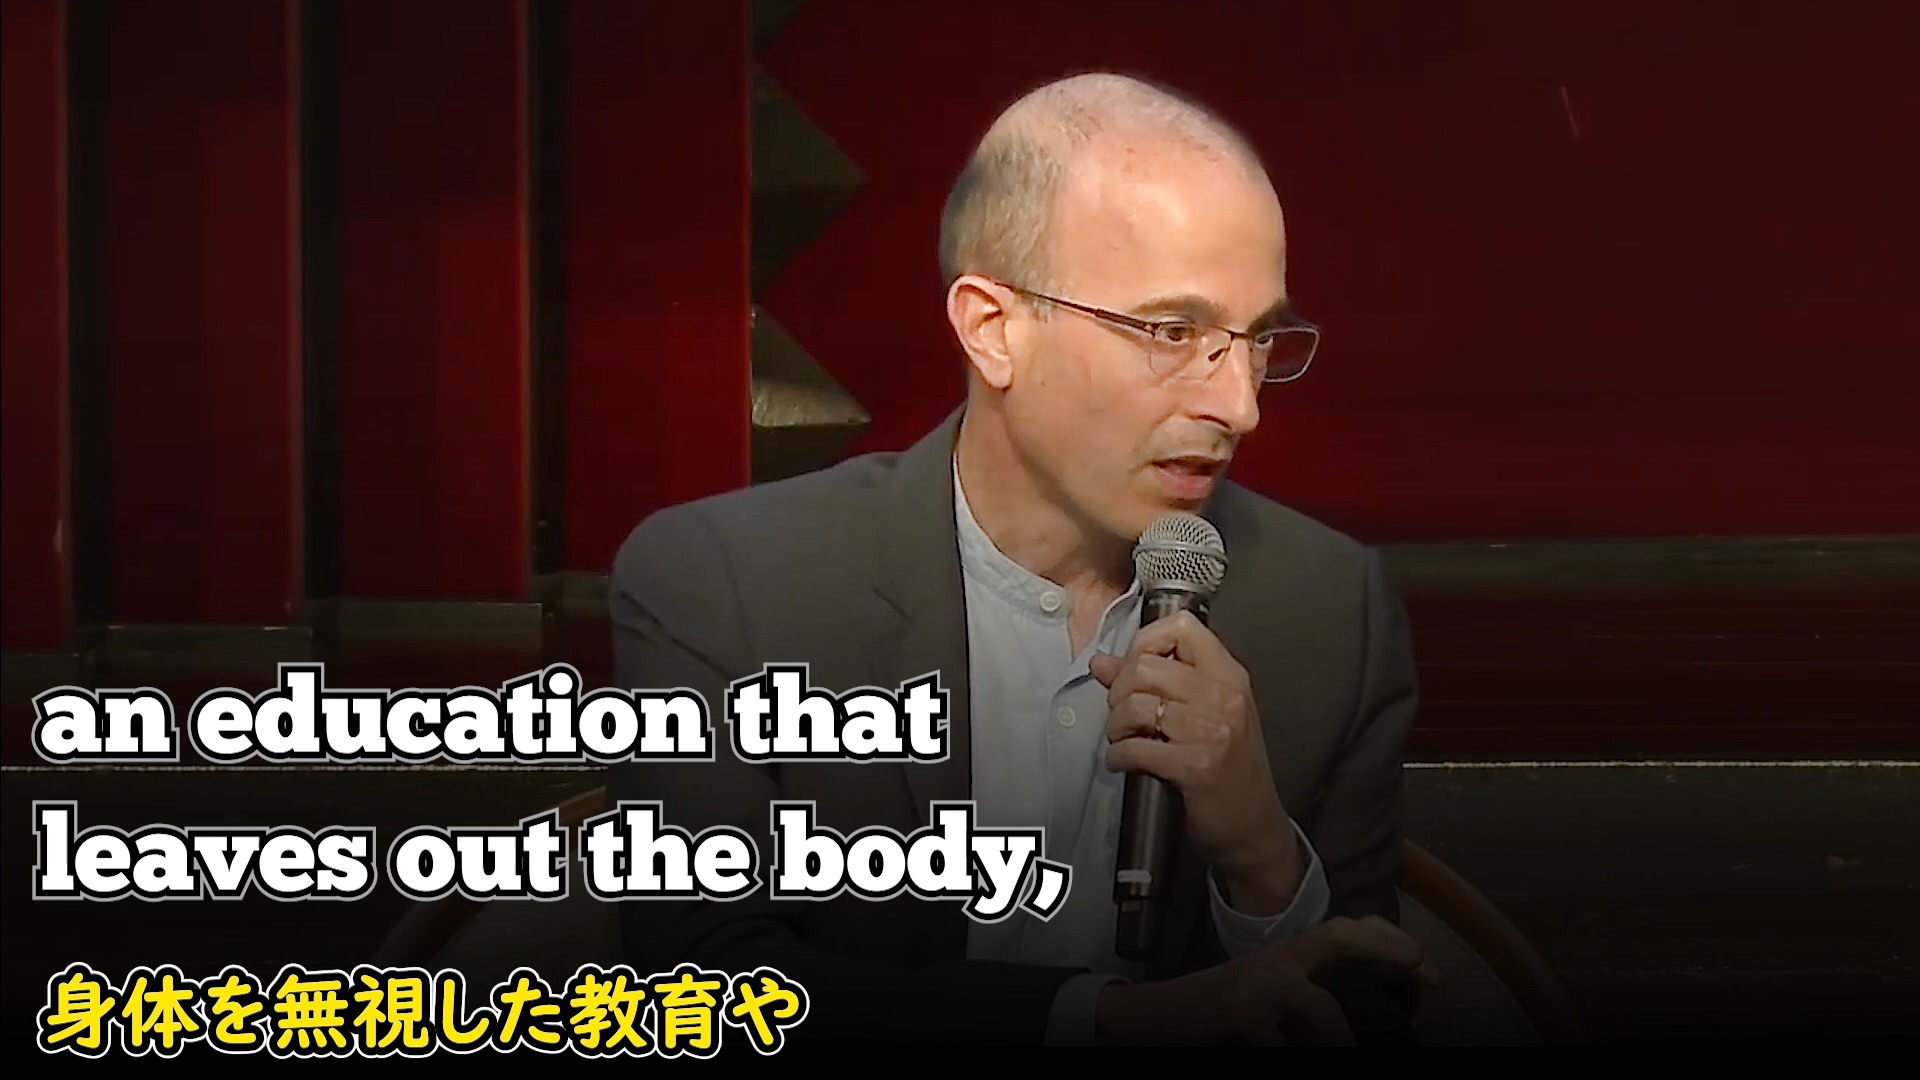 an education that
leaves out the body,
身体を無視した教育や